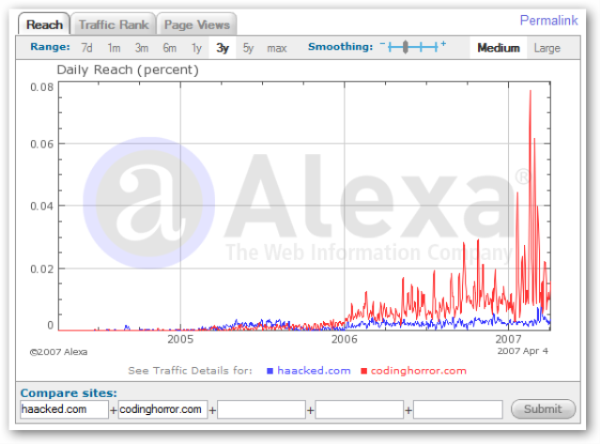 Reach Traffic Rank Page Views Permalink
Range: 7d 1m 3m 6m 1y 3y 5y max Smoothing: - + Medium Large
Daily Reach (percent)
0.08
0.06
0.04
0.02
0
a Alexa®
The Web Information Company
2005 2006 2007
©2007 Alexa 2007 Apr 4
See Traffic Details for: haacked.com codinghorror.com
Compare sites:
haacked.com + codinghorror.com + + + Submit